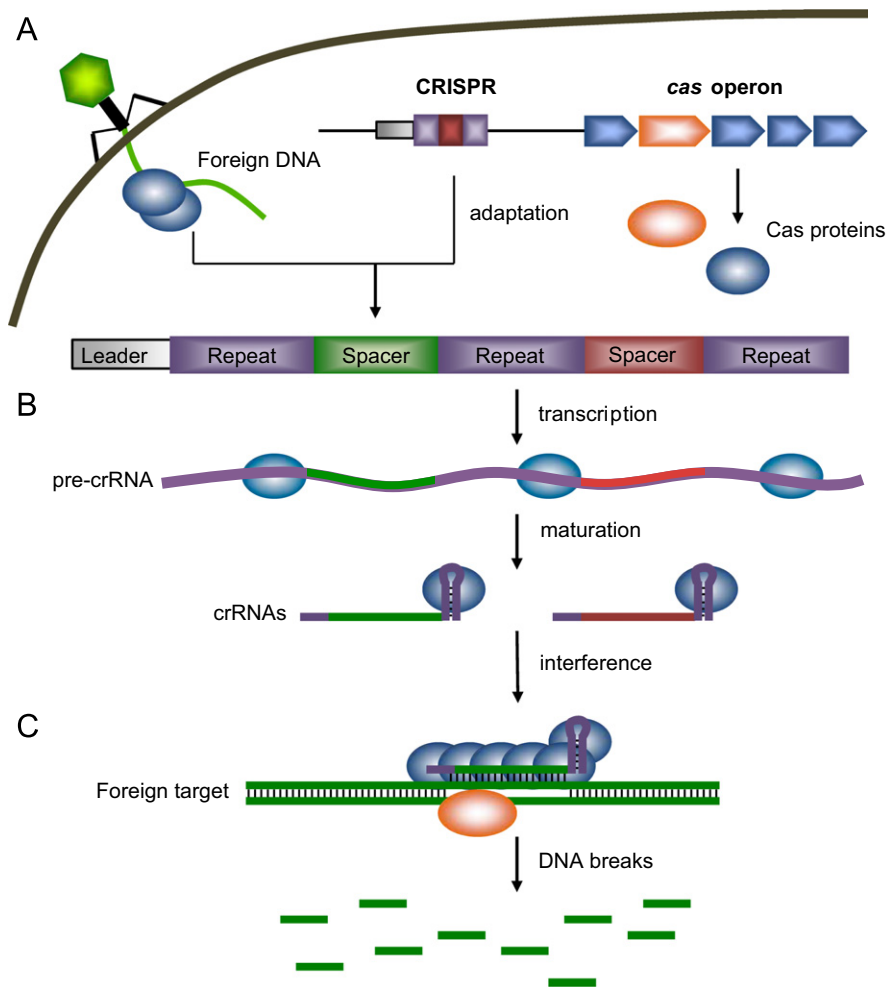 A
CRISPR
cas operon
Foreign DNA
adaptation
Cas proteins
Leader
Repeat
Spacer
Repeat
Spacer
Repeat
B
transcription
pre-crRNA
maturation
crRNAs
interference
C
Foreign target
DNA breaks